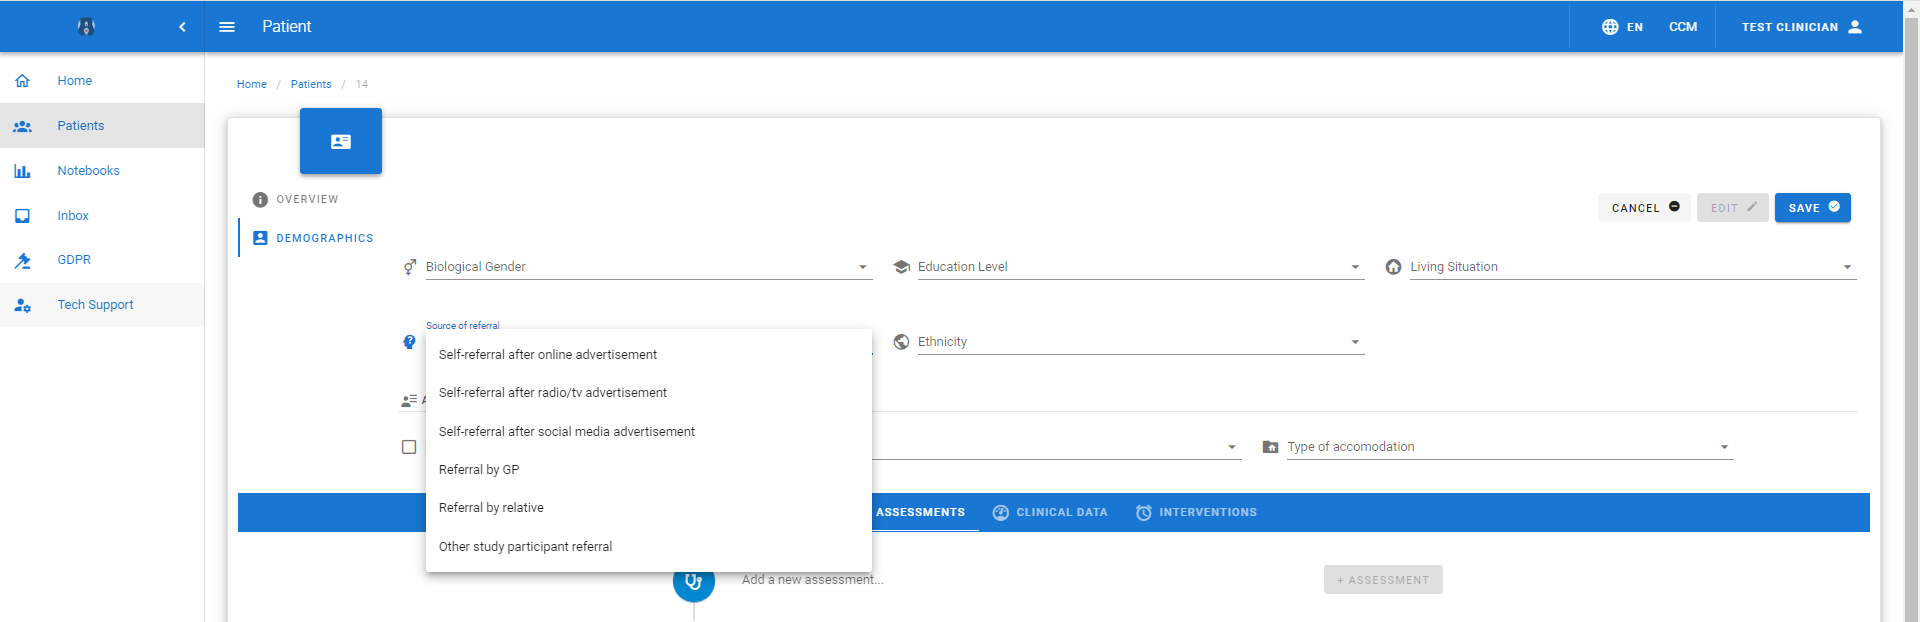 Patient
EN
CCM
TEST CLINICIAN
Home
Patients
Notebooks
Inbox
GDPR
Tech Support
Home / Patients / 14
OVERVIEW
DEMOGRAPHICS
CANCEL
EDIT
SAVE
Biological Gender
Education Level
Living Situation
Source of referral
Ethnicity
Self-referral after online advertisement
Self-referral after radio/tv advertisement
Self-referral after social media advertisement
Referral by GP
Referral by relative
Other study participant referral
Type of accomodation
ASSESSMENTS
CLINICAL DATA
INTERVENTIONS
Add a new assessment...
+ ASSESSMENT